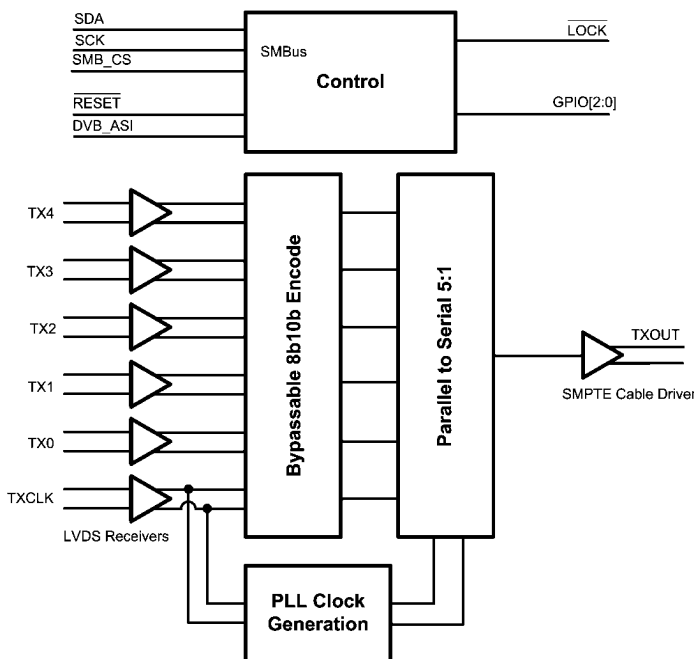 SDA
SCK
SMB_CS
RESET
DVB_ASI
SMBus
Control
LOCK
GPIO[2:0]
TX4
TX3
TX2
TX1
TX0
TXCLK
LVDS Receivers
Bypassable 8b10b Encode
Parallel to Serial 5:1
TXOUT
SMPTE Cable Driver
PLL Clock
Generation